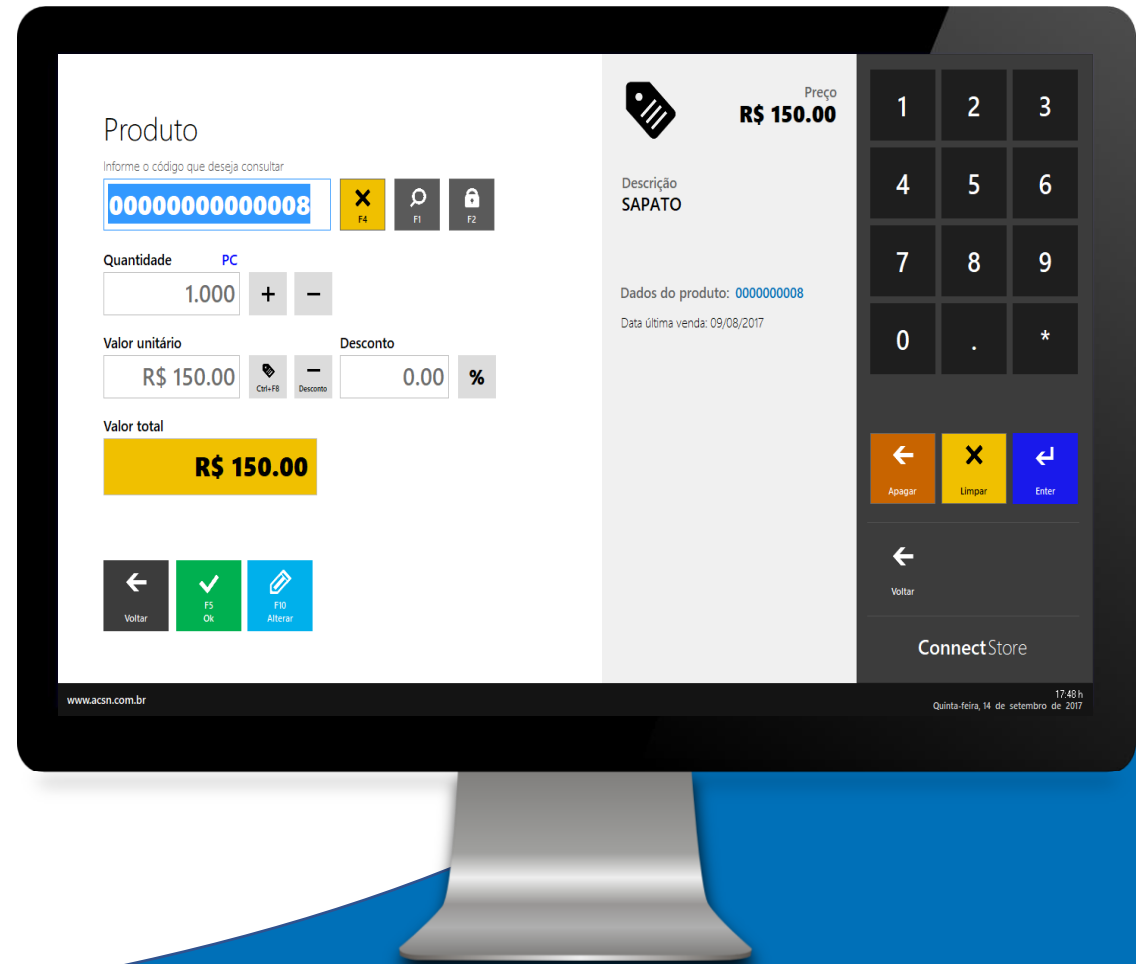 Produto
Informe o código que deseja consultar
00000000000008
F4
F1
F2
Quantidade PC
1.000 + −
Valor unitário Desconto
R$ 150.00
Ctrl+F8
Desconto
0.00 %
Valor total
R$ 150.00
Voltar
F5
Ok
F10
Alterar
Preço
R$ 150.00
Descrição
SAPATO
Dados do produto: 0000000008
Data última venda: 09/08/2017
1 2 3
4 5 6
7 8 9
0 . *
Apagar Limpar Enter
Voltar
ConnectStore
www.acsn.com.br
17:48 h
Quinta-feira, 14 de setembro de 2017